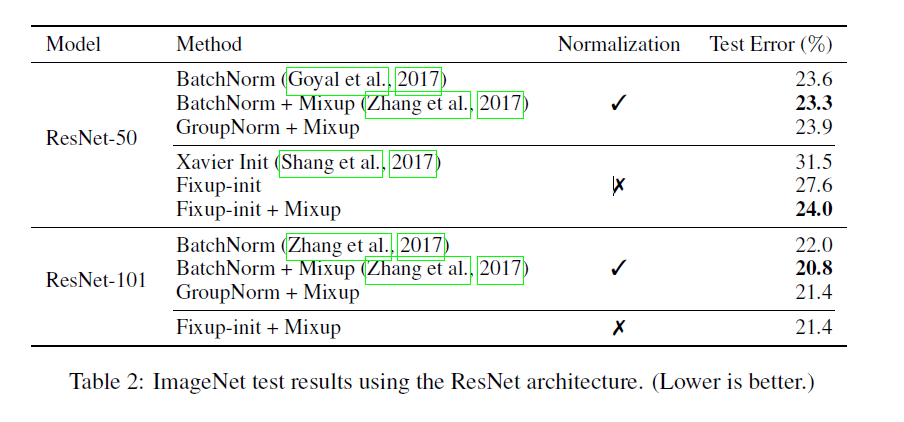 Model Method Normalization Test Error (%)
BatchNorm (Goyal et al., 2017) 23.6
BatchNorm + Mixup (Zhang et al., 2017) ✓ 23.3
GroupNorm + Mixup 23.9
ResNet-50
Xavier Init (Shang et al., 2017) 31.5
Fixup-init ✗ 27.6
Fixup-init + Mixup 24.0
BatchNorm (Zhang et al., 2017) 22.0
BatchNorm + Mixup (Zhang et al., 2017) ✓ 20.8
ResNet-101
GroupNorm + Mixup 21.4
Fixup-init + Mixup ✗ 21.4
Table 2: ImageNet test results using the ResNet architecture. (Lower is better.)